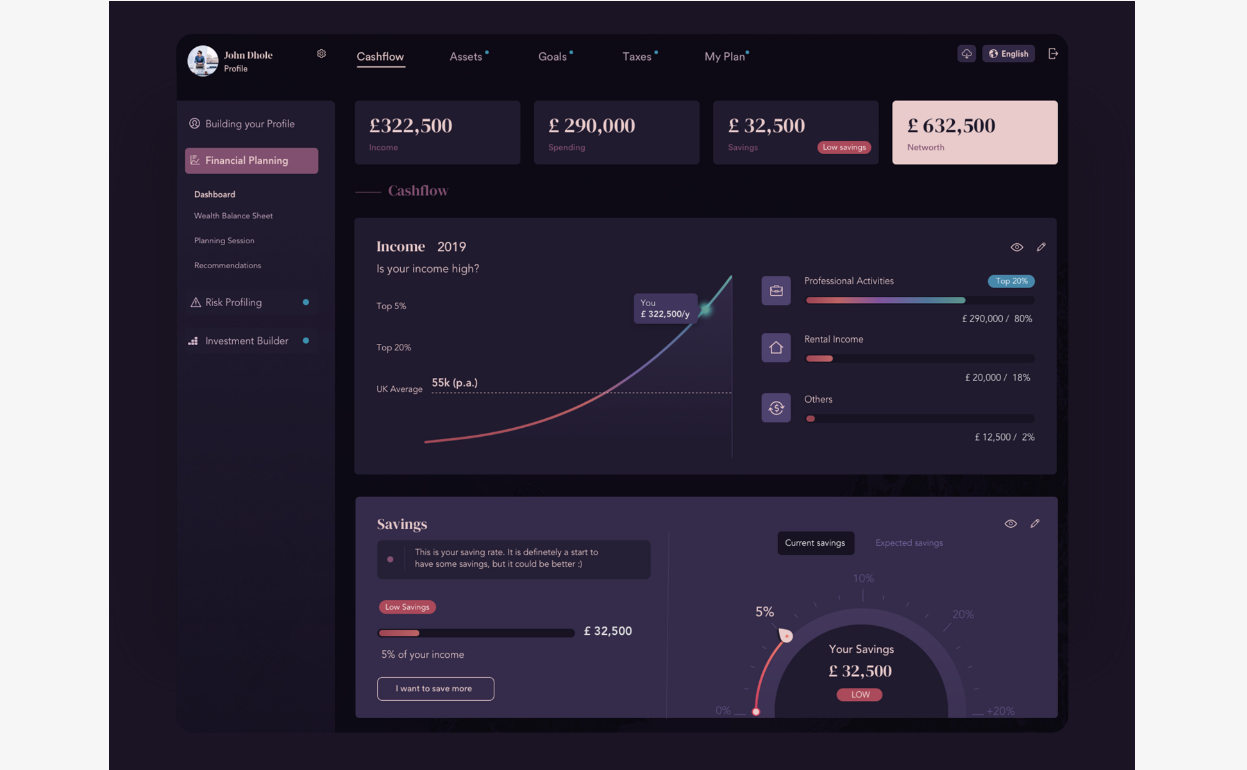 John Dhole
Profile
Cashflow
Assets
Goals
Taxes
My Plan
English
Building your Profile
Financial Planning
Dashboard
Wealth Balance Sheet
Planning Session
Recommendations
Risk Profiling
Investment Builder
£322,500
Income
£ 290,000
Spending
£ 32,500
Savings
Low savings
£ 632,500
Networth
Cashflow
Income 2019
Is your income high?
Top 5%
Top 20%
UK Average
55k (p.a.)
You
£ 322,500/y
Professional Activities
Top 20%
£ 290,000 / 80%
Rental Income
£ 20,000 / 18%
Others
£ 12,500 / 2%
Savings
This is your saving rate. It is definetely a start to
have some savings, but it could be better :)
Low Savings
£ 32,500
5% of your income
I want to save more
Current savings
Expected savings
10%
5%
20%
Your Savings
£ 32,500
LOW
0%
+20%